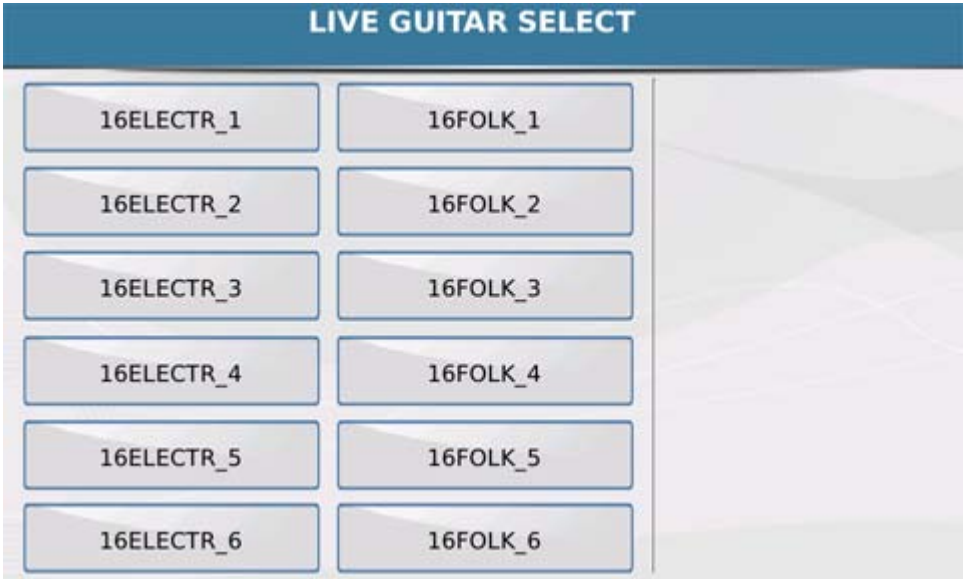 LIVE GUITAR SELECT
16ELECTR_1
16FOLK_1
16ELECTR_2
16FOLK_2
16ELECTR_3
16FOLK_3
16ELECTR_4
16FOLK_4
16ELECTR_5
16FOLK_5
16ELECTR_6
16FOLK_6